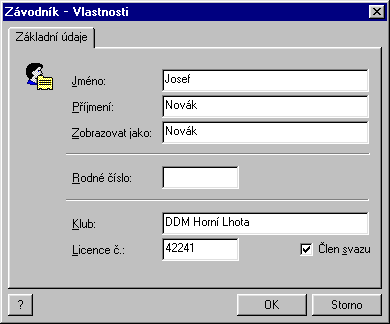 Závodník - Vlastnosti
Základní údaje
Jméno: Josef
Příjmení: Novák
Zobrazovat jako: Novák
Rodné číslo:
Klub: DDM Horní Lhota
Licence č.: 42241 Člen svazu
? OK Storno